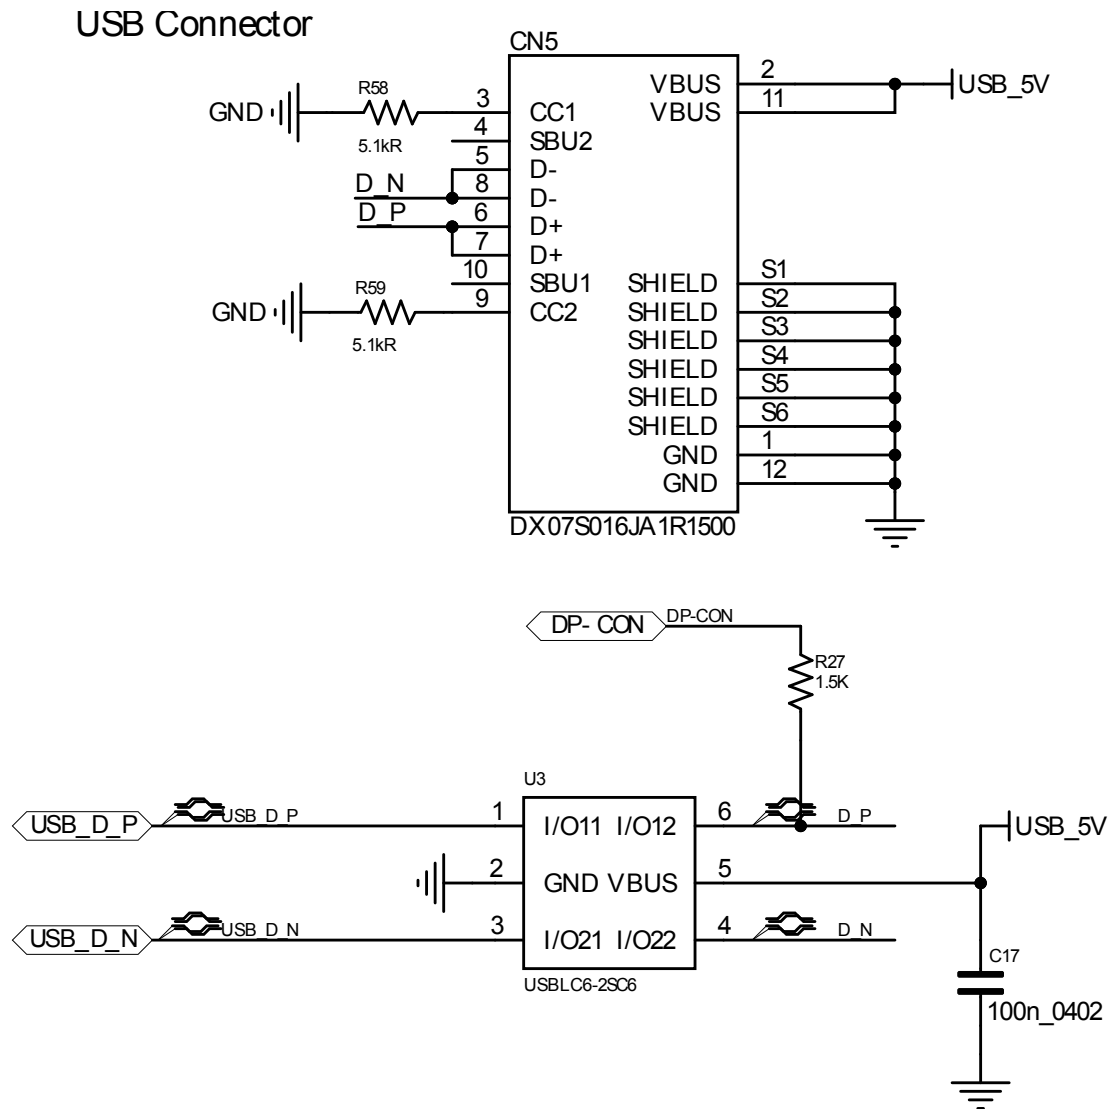 USB Connector
CN5
R58
GND
5.1kR
3
CC1
VBUS
2
USB_5V
VBUS
11
4
SBU2
5
D-
D_N
8
D-
D_P
6
D+
7
D+
10
SBU1
SHIELD
S1
R59
GND
5.1kR
9
CC2
SHIELD
S2
SHIELD
S3
SHIELD
S4
SHIELD
S5
SHIELD
S6
GND
1
GND
12
DX07S016JA1R1500
DP- CON
DP-CON
R27
1.5K
U3
USB_D_P
USB_D_P
1
I/O11
I/O12
6
D_P
USB_5V
2
GND
VBUS
5
USB_D_N
USB_D_N
3
I/O21
I/O22
4
D_N
USBLC6-2SC6
C17
100n_0402